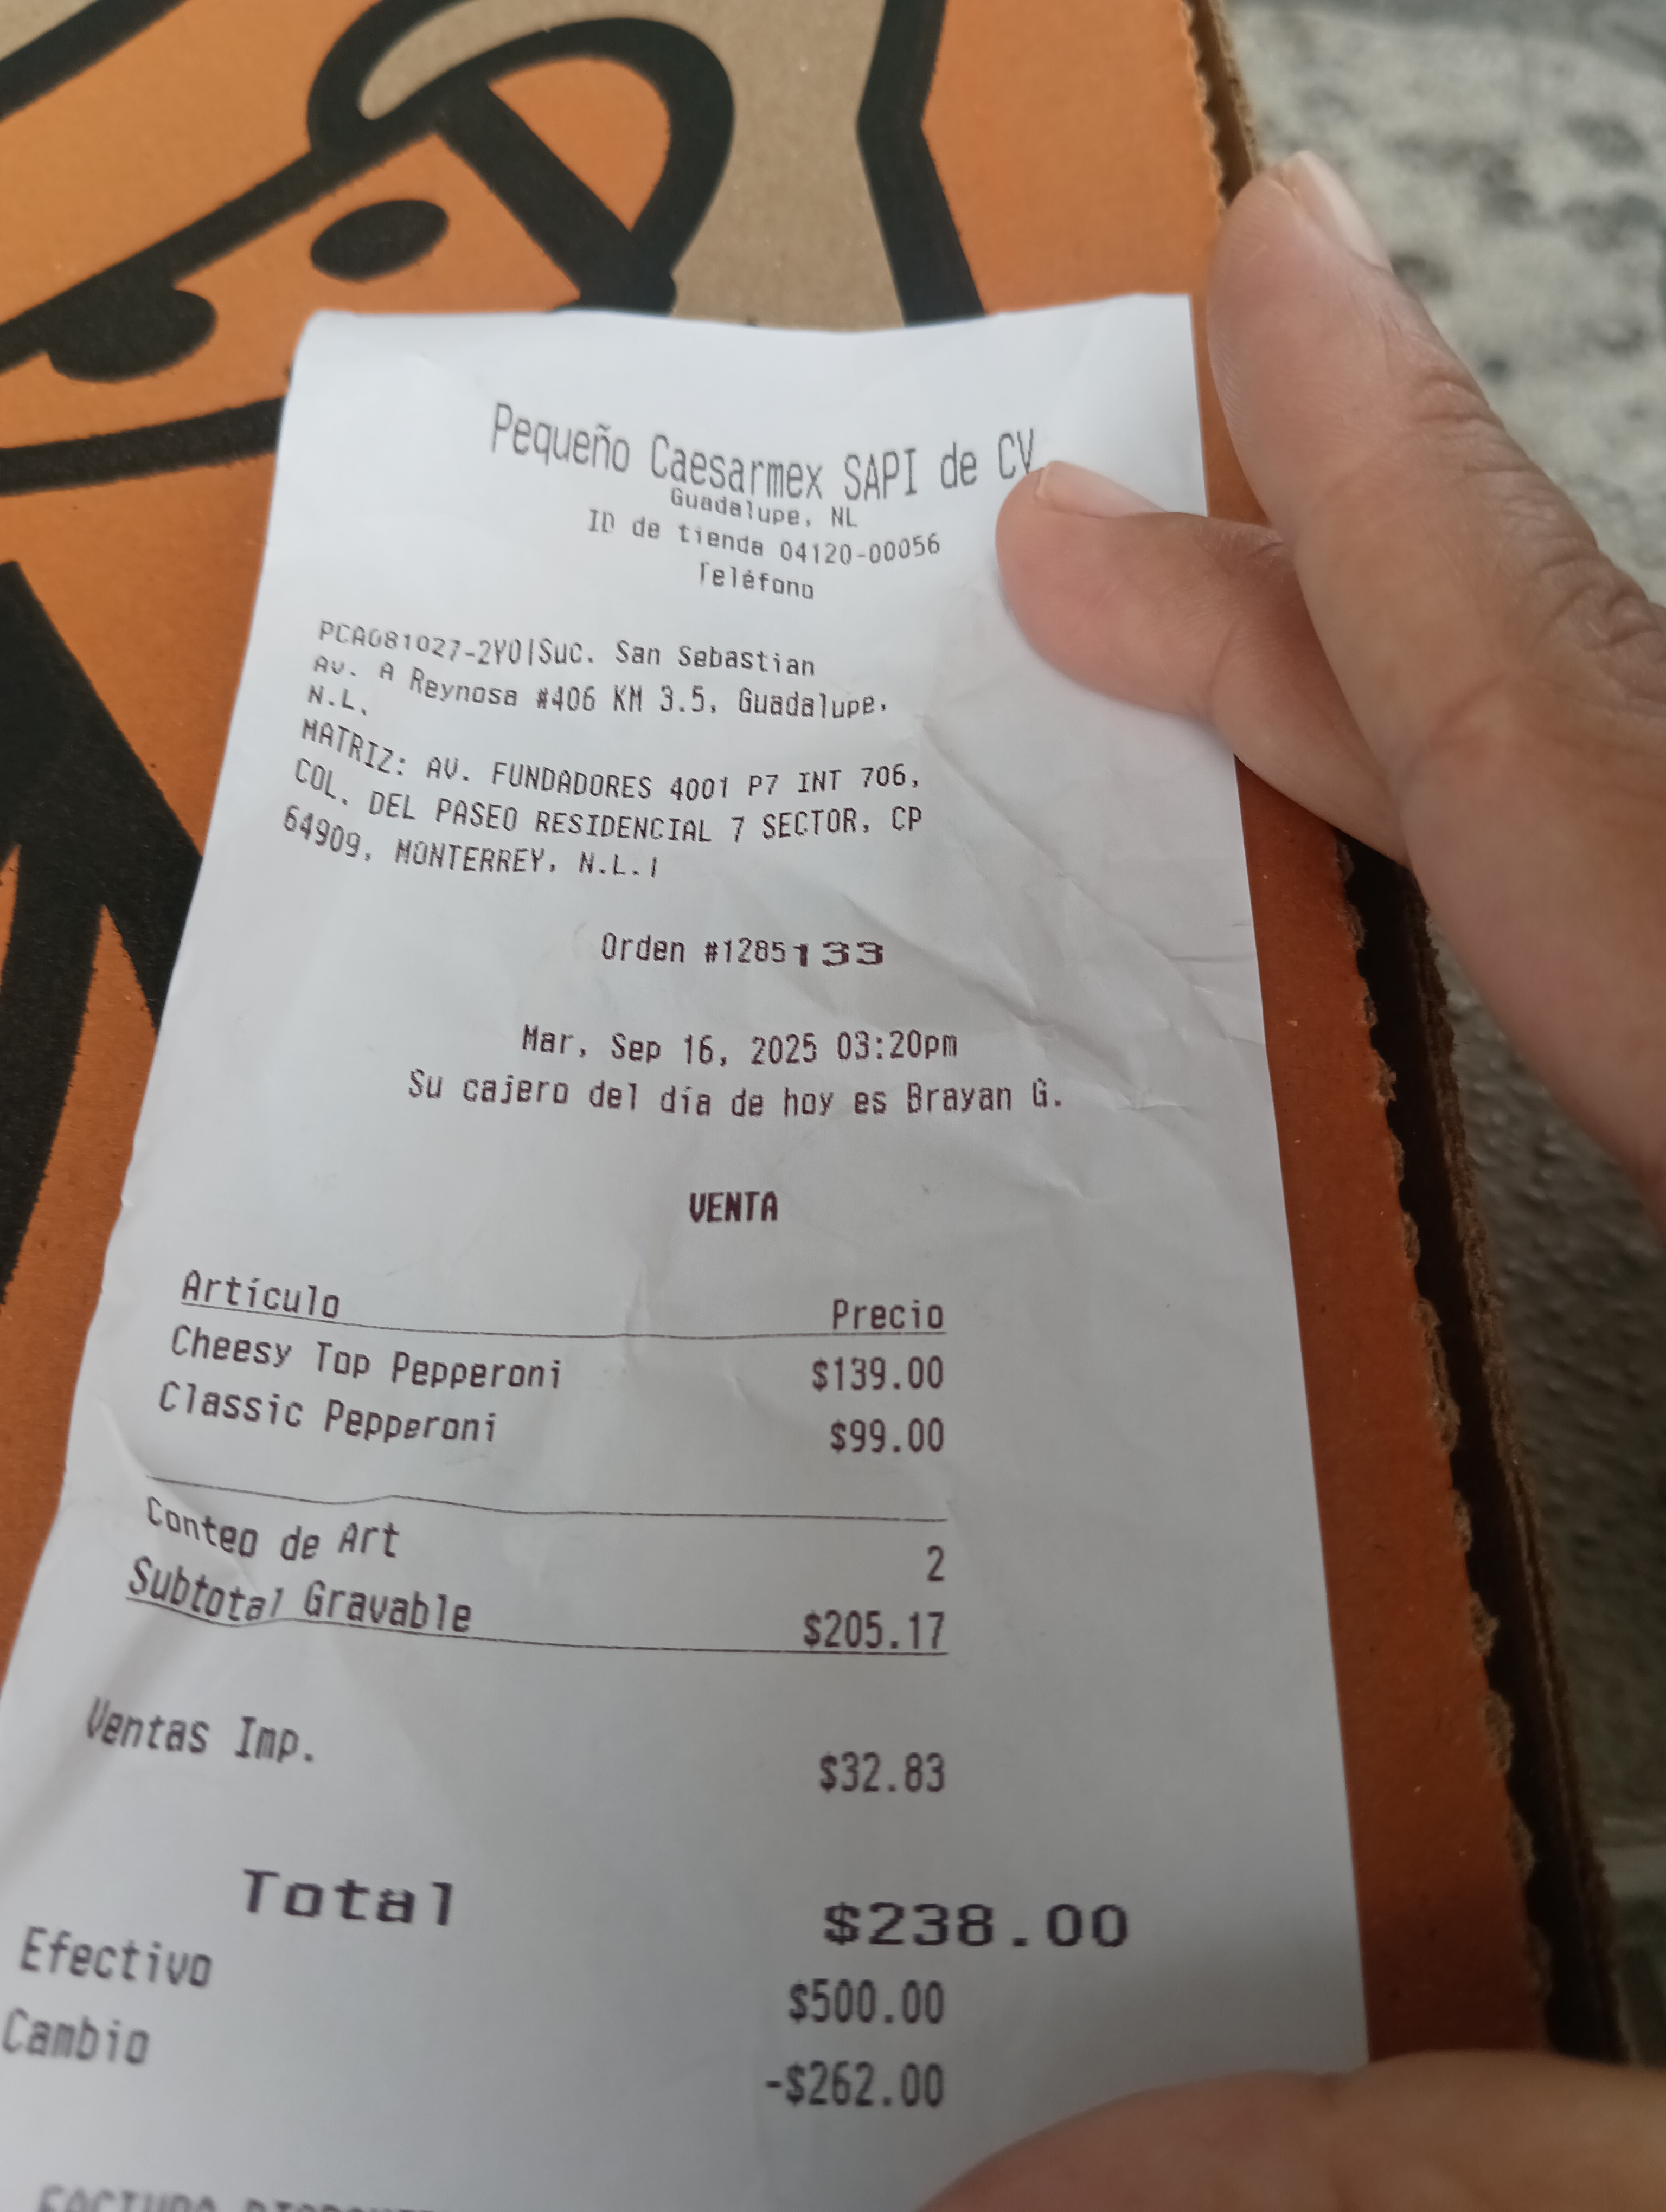 Pequeño Caesarmex SAPI de CV
Guadalupe, NL
ID de tienda 04120-00056
Teléfono
PCA081027-2Y0|Suc. San Sebastian
Av. A Reynosa #406 KM 3.5, Guadalupe,
N.L.
MATRIZ: AV. FUNDADORES 4001 P7 INT 706,
COL. DEL PASEO RESIDENCIAL 7 SECTOR, CP
64909, MONTERREY, N.L.|
Orden #1285133
Mar, Sep 16, 2025 03:20pm
Su cajero del día de hoy es Brayan G.
VENTA
Artículo Precio
Cheesy Top Pepperoni $139.00
Classic Pepperoni $99.00
Conteo de Art 2
Subtotal Gravable $205.17
Ventas Imp. $32.83
Total $238.00
Efectivo $500.00
Cambio -$262.00
FACTURA